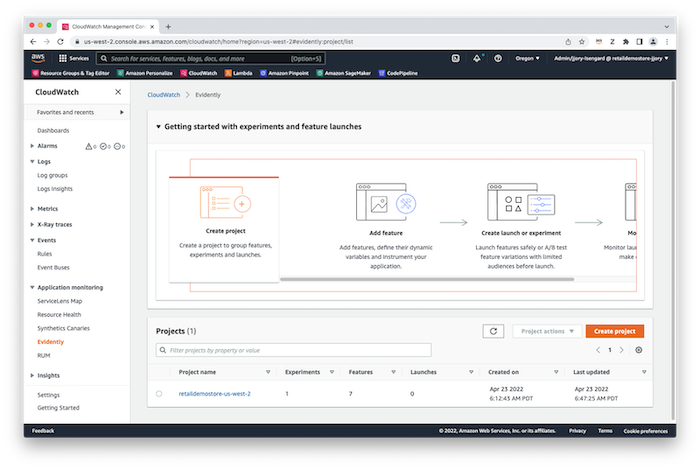 CloudWatch Management Con
us-west-2.console.aws.amazon.com/cloudwatch/home?region=us-west-2#evidently:project/list
aws
Services
Search for services, features, blogs, docs, and more
[Option+S]
Oregon
Admin/jjory-Isengard @ retaildemostore-jjory
Resource Groups & Tag Editor
Amazon Personalize
CloudWatch
Lambda
Amazon Pinpoint
Amazon SageMaker
CodePipeline
CloudWatch
Favorites and recents
Dashboards
Alarms
0
0
0
Logs
Log groups
Logs Insights
Metrics
X-Ray traces
Events
Rules
Event Buses
Application monitoring
ServiceLens Map
Resource Health
Synthetics Canaries
Evidently
RUM
Insights
Settings
Getting Started
CloudWatch > Evidently
Getting started with experiments and feature launches
Create project
Create a project to group features,
experiments and launches.
Add feature
Add features, define their dynamic
variables and instrument your
application.
Create launch or experiment
Launch features safely or A/B test
feature variations with limited
audiences before launch.
Mo
Monitor lau
make
Projects (1)
Project actions
Create project
Filter projects by property or value
1
Project name
Experiments
Features
Launches
Created on
Last updated
retaildemostore-us-west-2
1
7
0
Apr 23 2022
6:12:43 AM PDT
Apr 23 2022
6:47:25 AM PDT
Feedback
© 2022, Amazon Web Services, Inc. or its affiliates.
Privacy
Terms
Cookie preferences